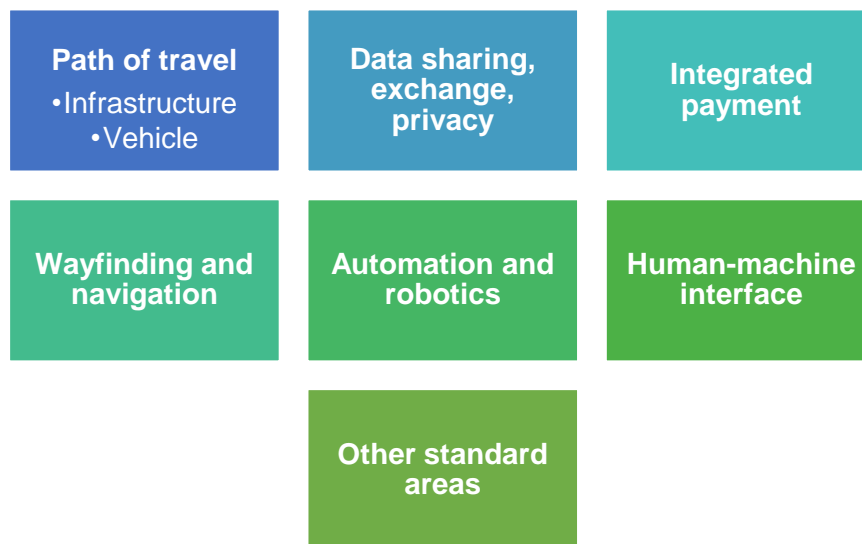 Path of travel
•Infrastructure
•Vehicle
Data sharing,
exchange,
privacy
Integrated
payment
Wayfinding and
navigation
Automation and
robotics
Human-machine
interface
Other standard
areas